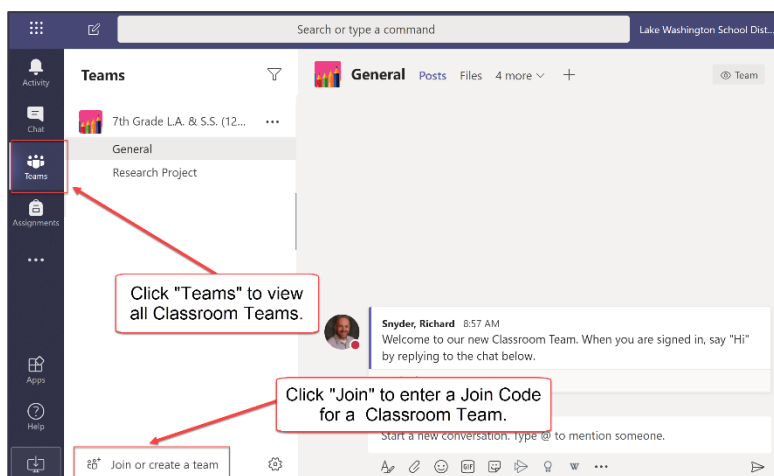 Search or type a command
Lake Washington School Dist...
Activity
Chat
Teams
Assignments
Apps
Help
Teams
7th Grade L.A. & S.S. (12...
General
Research Project
Join or create a team
General Posts Files 4 more
Team
Click "Teams" to view
all Classroom Teams.
Snyder, Richard 8:57 AM
Welcome to our new Classroom Team. When you are signed in, say "Hi"
by replying to the chat below.
Click "Join" to enter a Join Code
for a Classroom Team.
Start a new conversation. Type @ to mention someone.
GIF